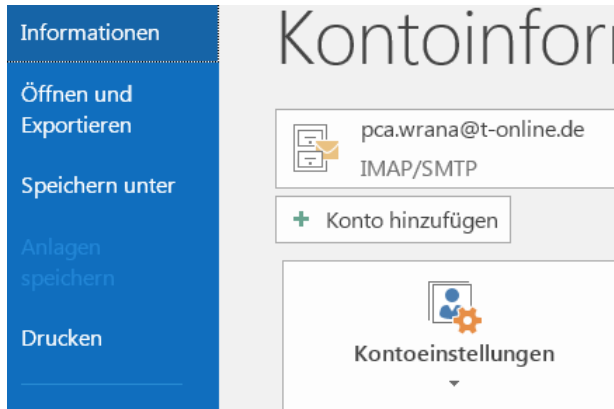 Informationen
Öffnen und
Exportieren
Speichern unter
Anlagen
speichern
Drucken
Kontoinfor
pca.wrana@t-online.de
IMAP/SMTP
+ Konto hinzufügen
Kontoeinstellungen